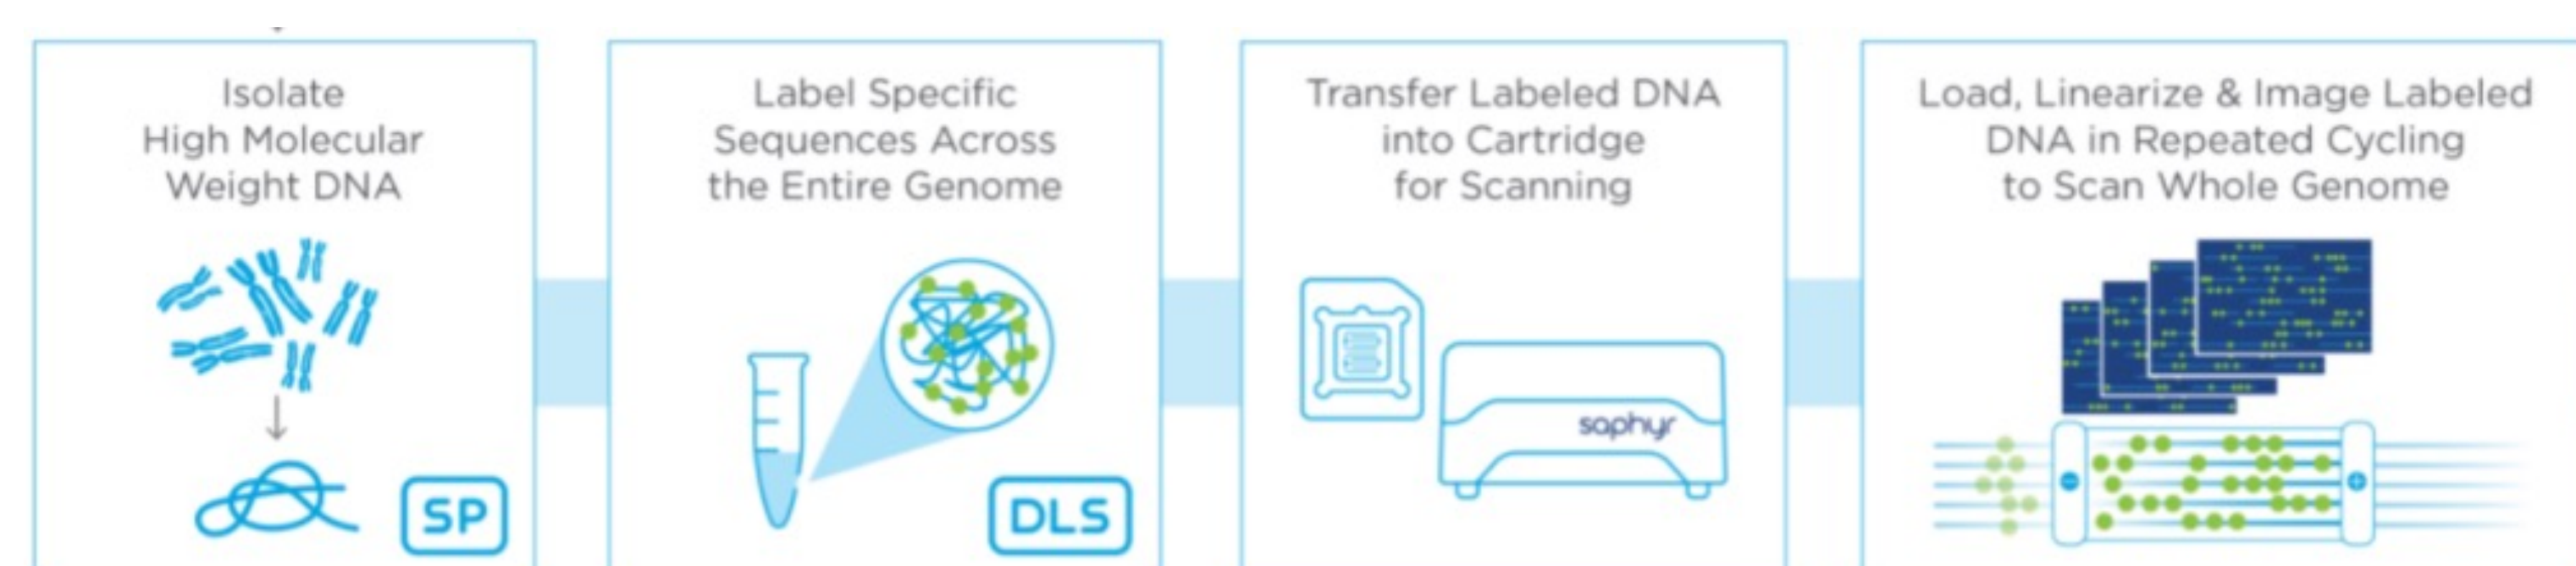 Isolate
High Molecular
Weight DNA
SP
Label Specific
Sequences Across
the Entire Genome
DLS
Transfer Labeled DNA
into Cartridge
for Scanning
saphyr
Load, Linearize & Image Labeled
DNA in Repeated Cycling
to Scan Whole Genome